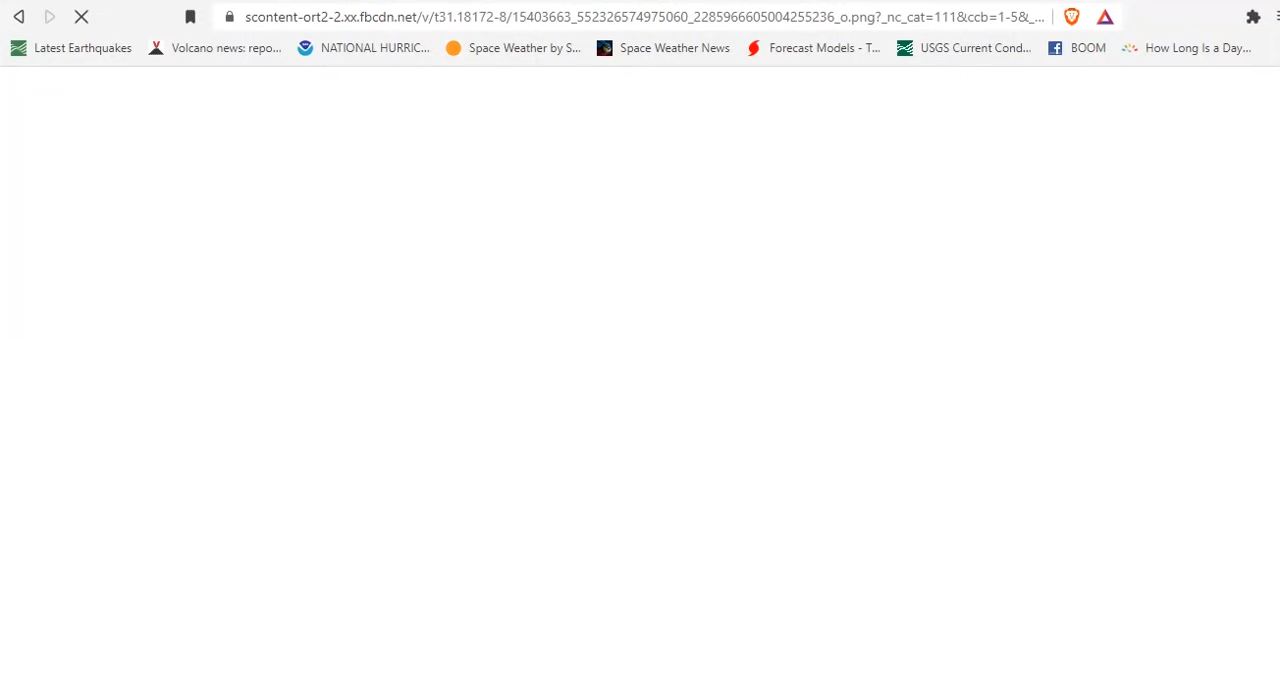 scontent-ort2-2.xx.fbcdn.net/v/t31.18172-8/15403663_552326574975060_2285966605004255236_o.png?_nc_cat=111&ccb=1-5&_...
Latest Earthquakes Volcano news: repo... NATIONAL HURRIC... Space Weather by S... Space Weather News Forecast Models - T... USGS Current Cond... BOOM How Long Is a Day...